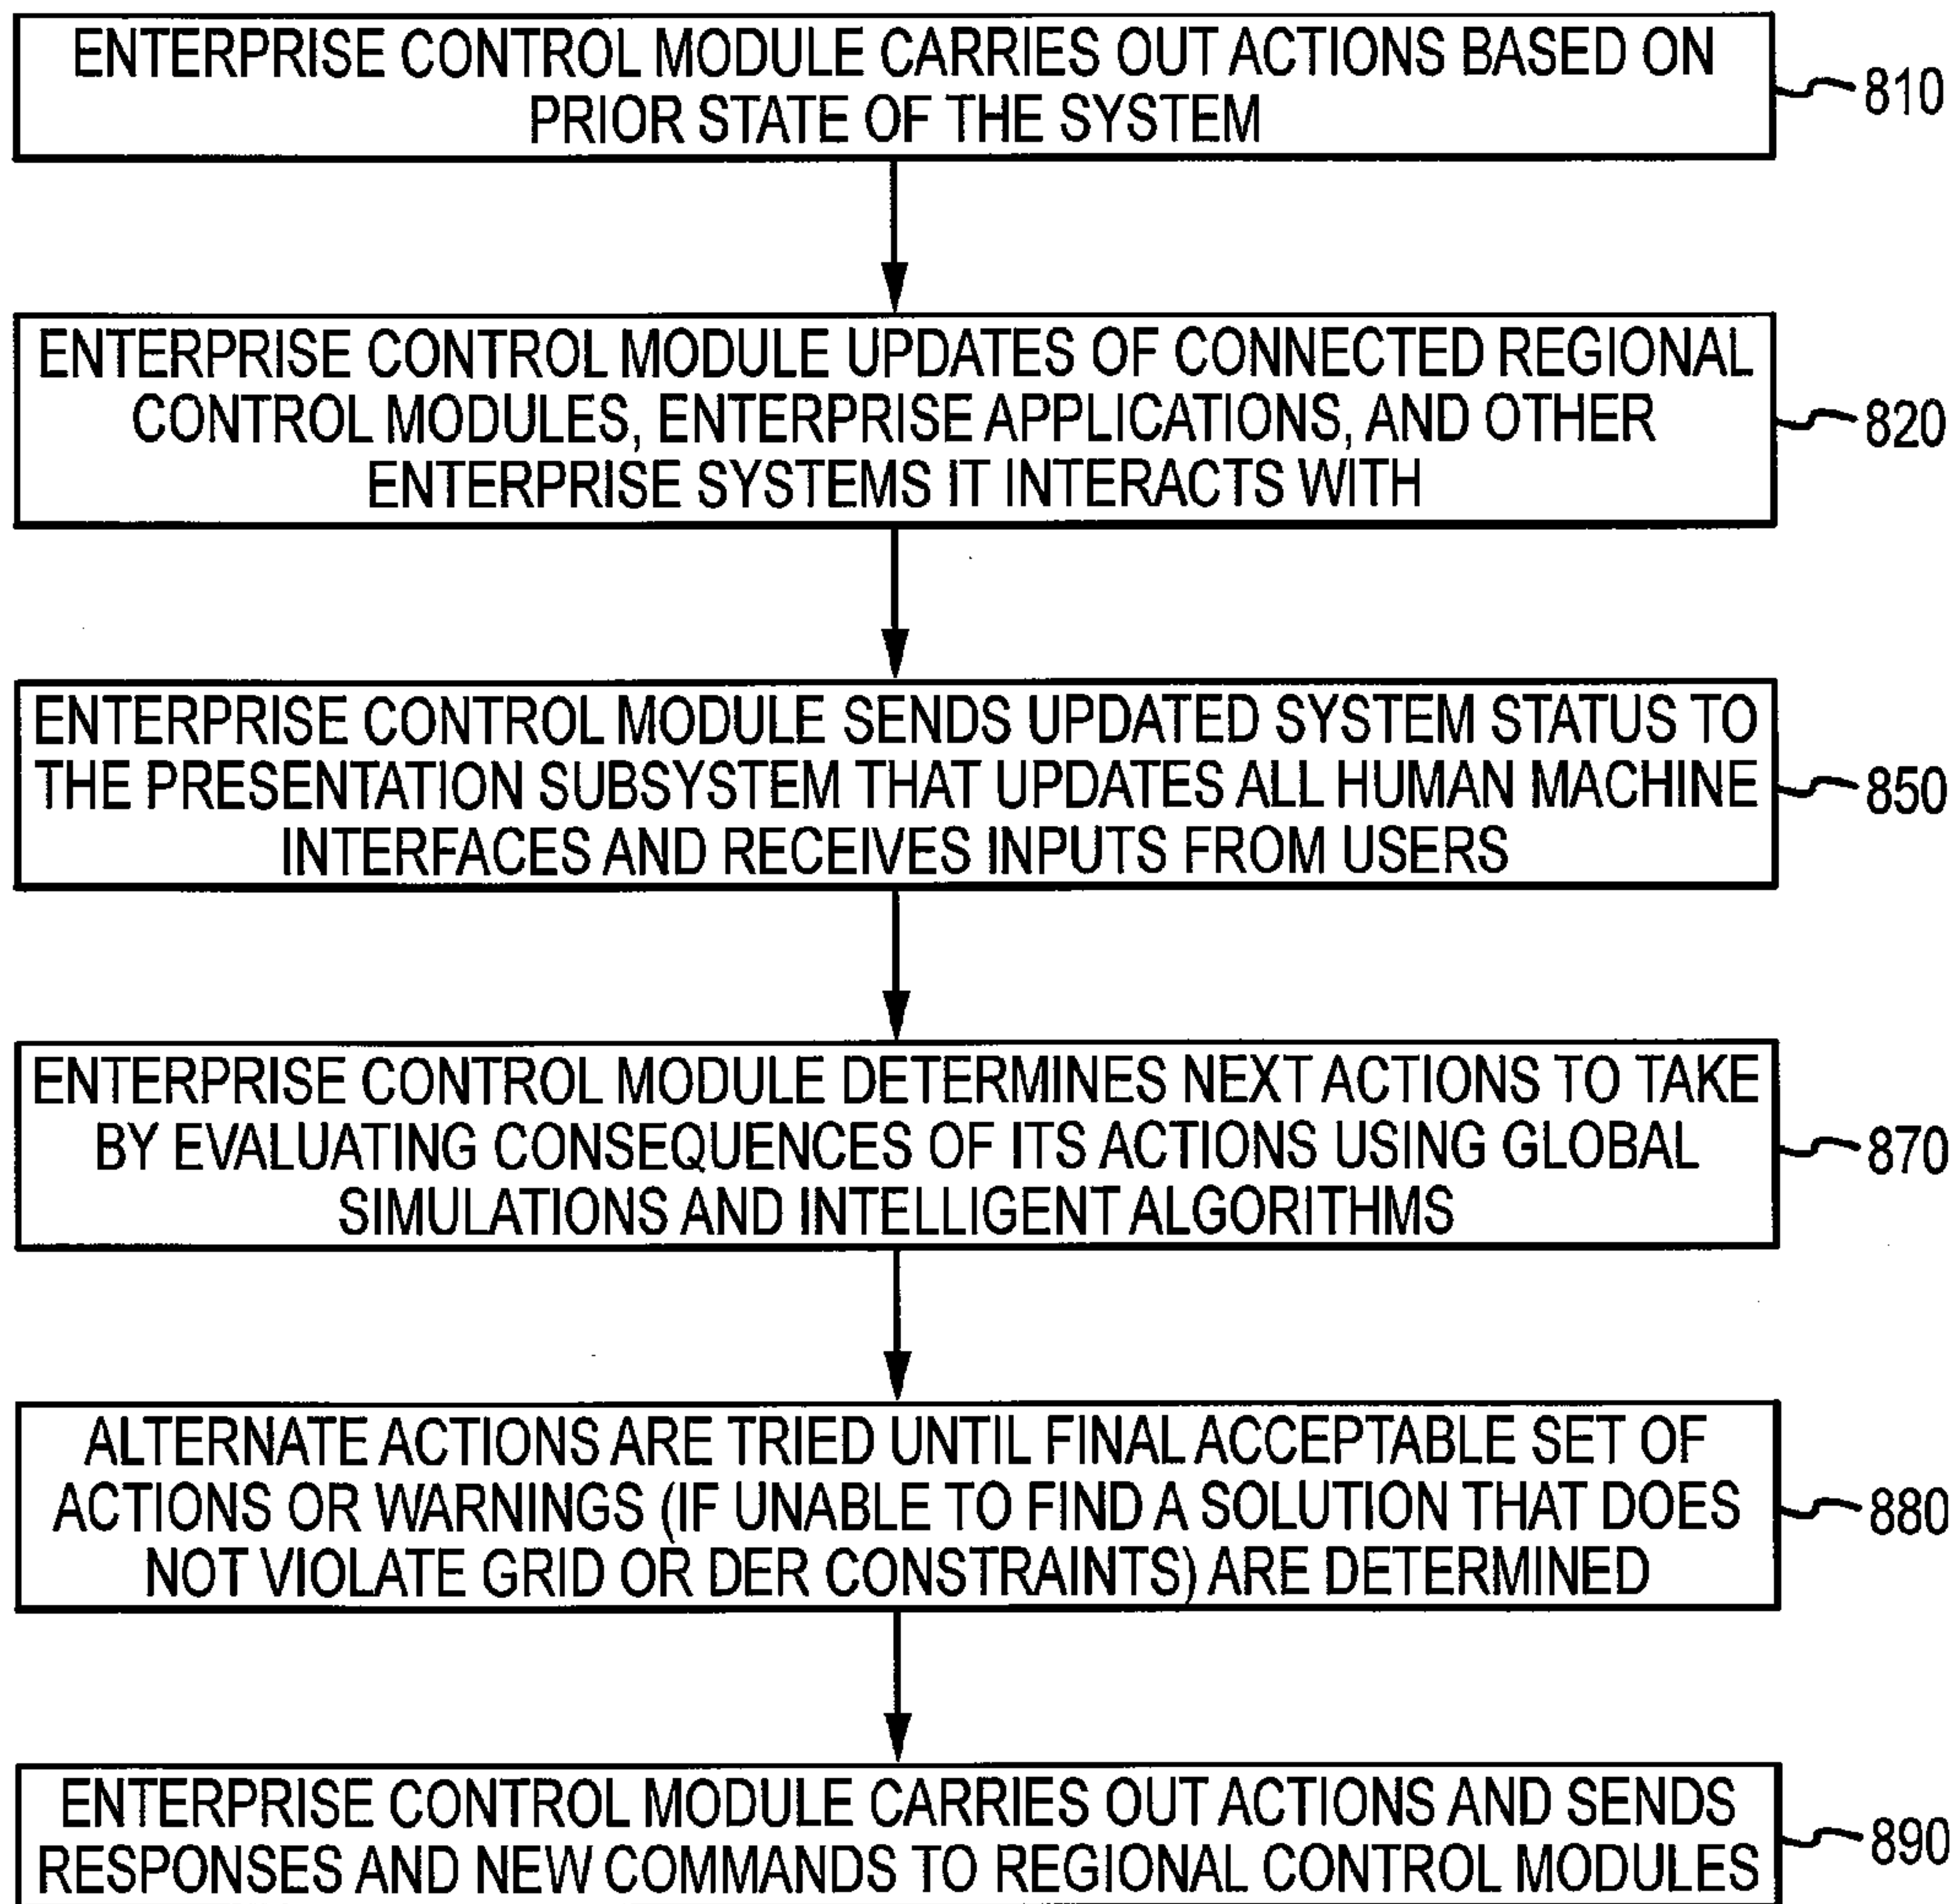 ENTERPRISE CONTROL MODULE CARRIES OUT ACTIONS BASED ON
PRIOR STATE OF THE SYSTEM
810
ENTERPRISE CONTROL MODULE UPDATES OF CONNECTED REGIONAL
CONTROL MODULES, ENTERPRISE APPLICATIONS, AND OTHER
ENTERPRISE SYSTEMS IT INTERACTS WITH
820
ENTERPRISE CONTROL MODULE SENDS UPDATED SYSTEM STATUS TO
THE PRESENTATION SUBSYSTEM THAT UPDATES ALL HUMAN MACHINE
INTERFACES AND RECEIVES INPUTS FROM USERS
850
ENTERPRISE CONTROL MODULE DETERMINES NEXT ACTIONS TO TAKE
BY EVALUATING CONSEQUENCES OF ITS ACTIONS USING GLOBAL
SIMULATIONS AND INTELLIGENT ALGORITHMS
870
ALTERNATE ACTIONS ARE TRIED UNTIL FINAL ACCEPTABLE SET OF
ACTIONS OR WARNINGS (IF UNABLE TO FIND A SOLUTION THAT DOES
NOT VIOLATE GRID OR DER CONSTRAINTS) ARE DETERMINED
880
ENTERPRISE CONTROL MODULE CARRIES OUT ACTIONS AND SENDS
RESPONSES AND NEW COMMANDS TO REGIONAL CONTROL MODULES
890